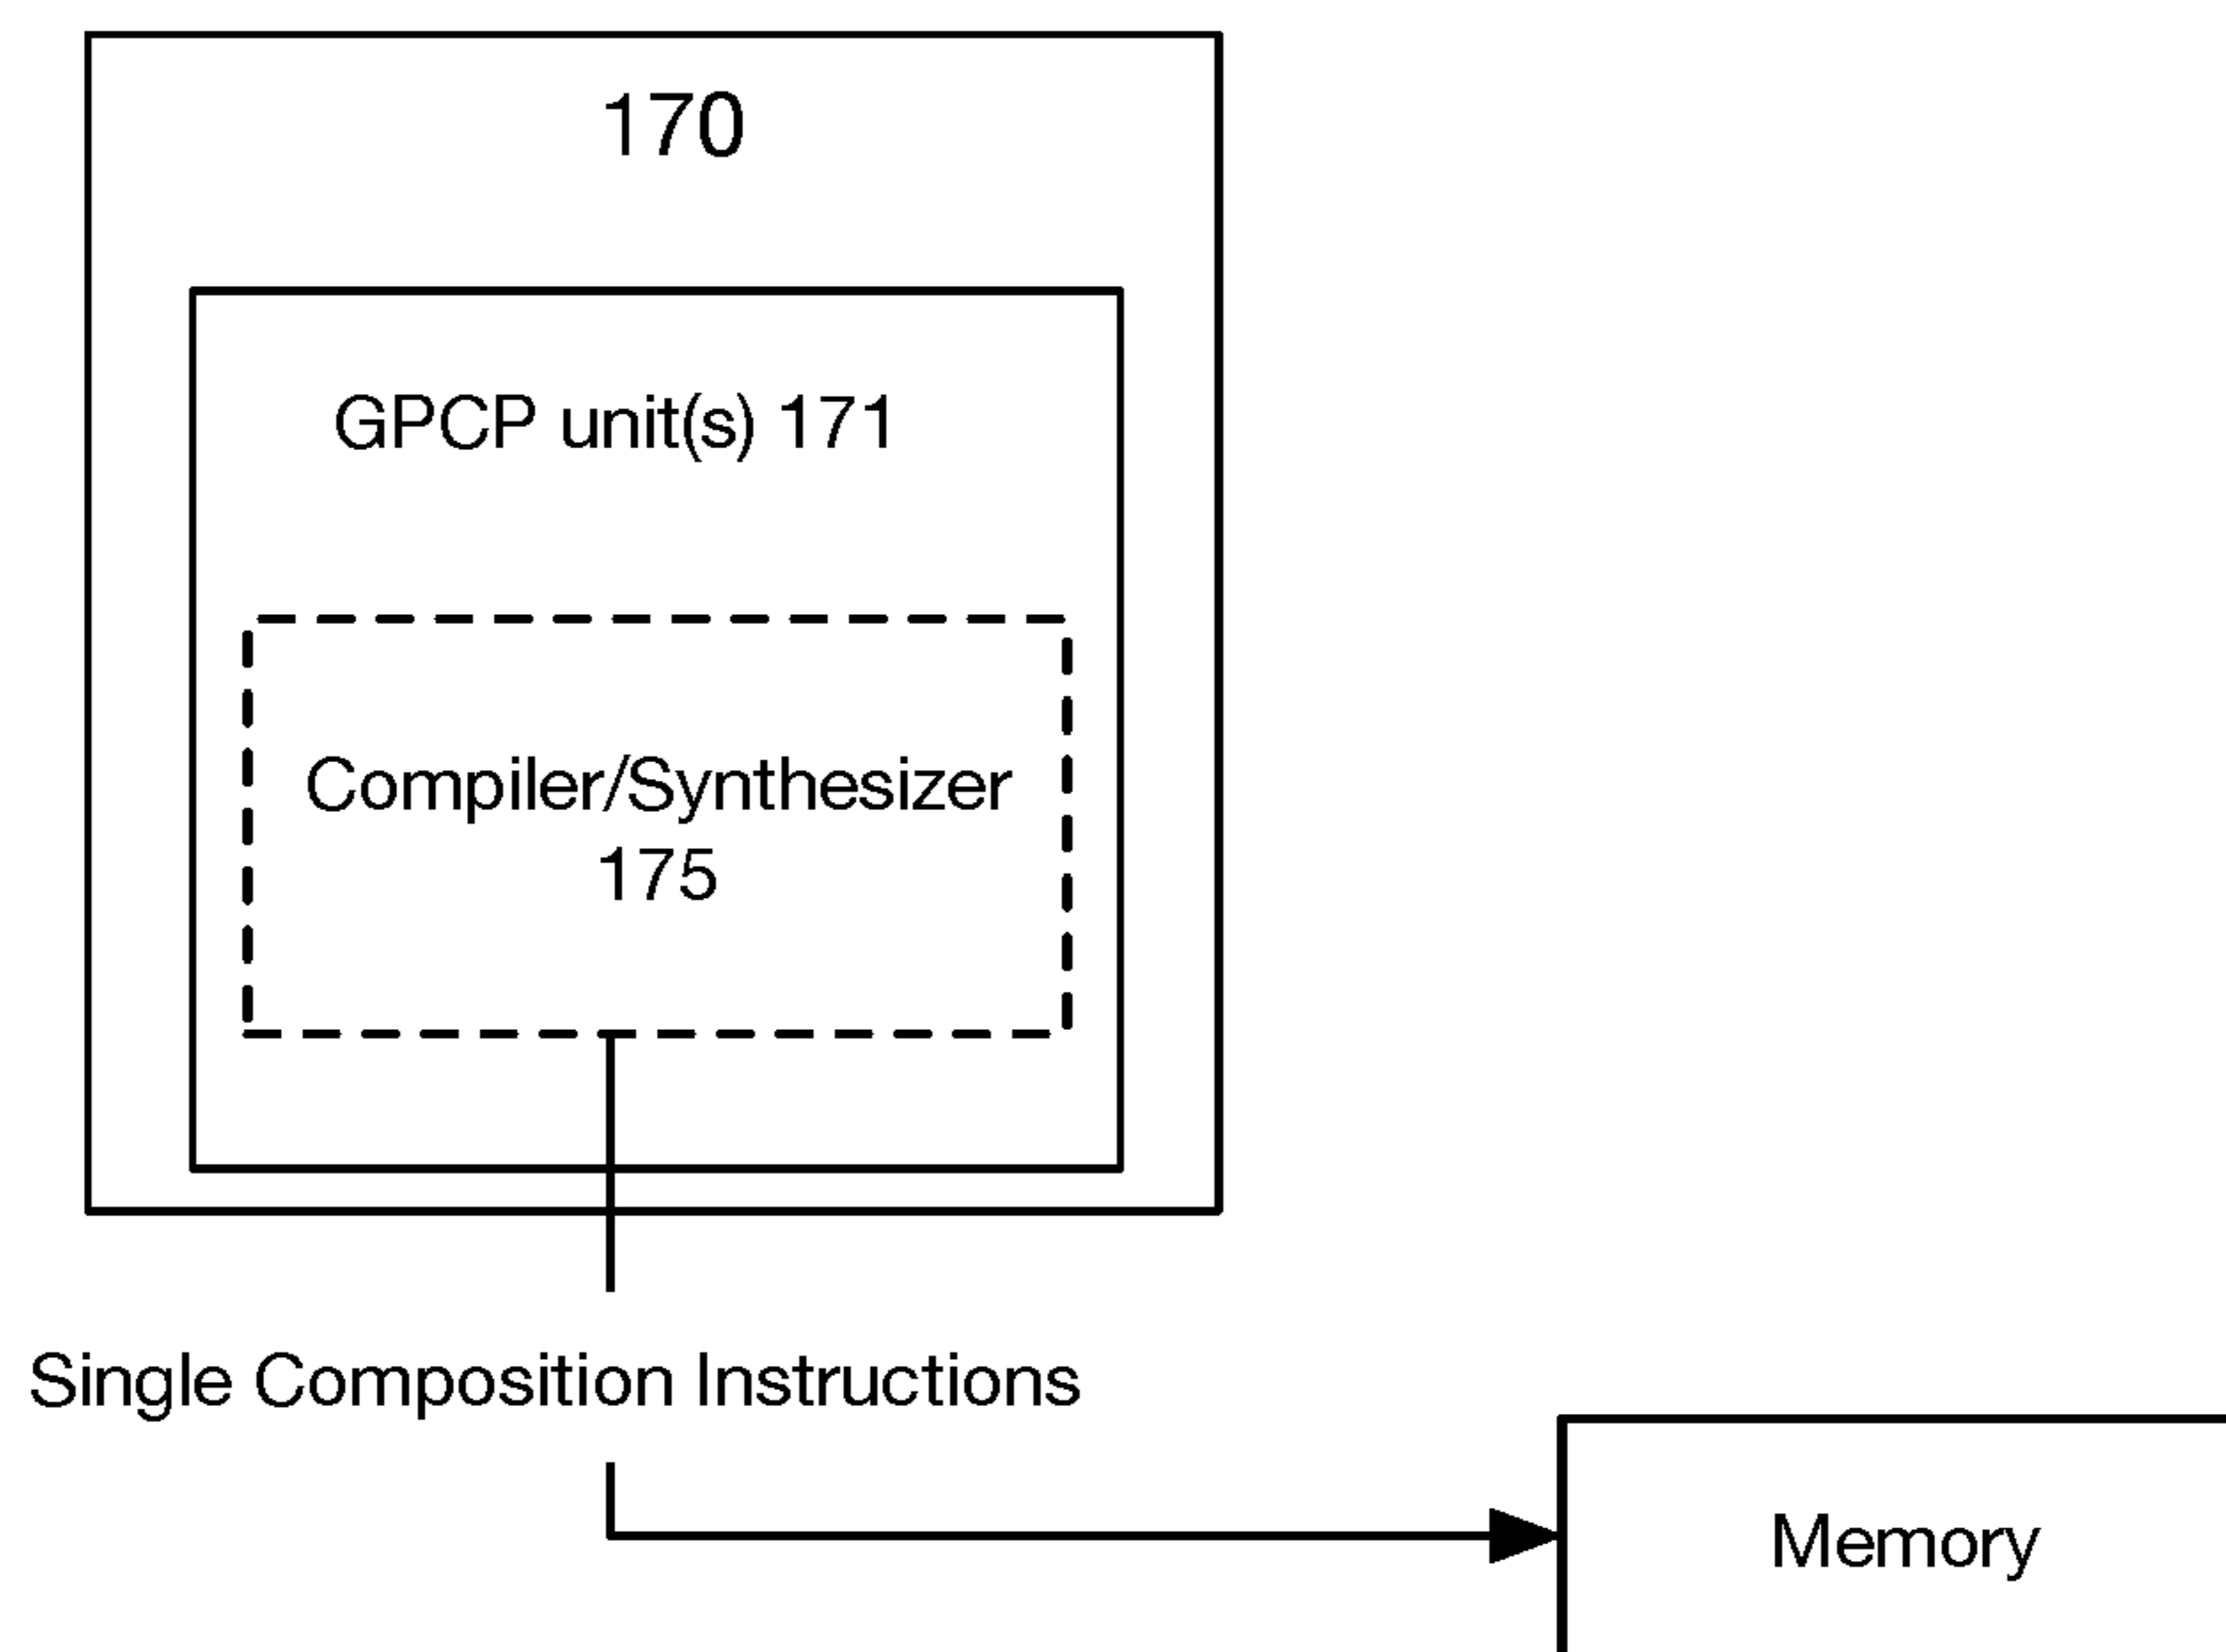 170
GPCP unit(s) 171
Compiler/Synthesizer
175
Single Composition Instructions
Memory